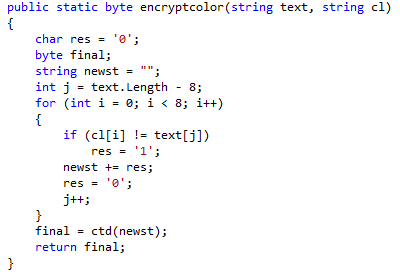 public static byte encryptcolor(string text, string cl)
{
    char res = '0';
    byte final;
    string newst = "";
    int j = text.Length - 8;
    for (int i = 0; i < 8; i++)
    {
        if (cl[i] != text[j])
            res = '1';
        newst += res;
        res = '0';
        j++;
    }
    final = ctd(newst);
    return final;
}